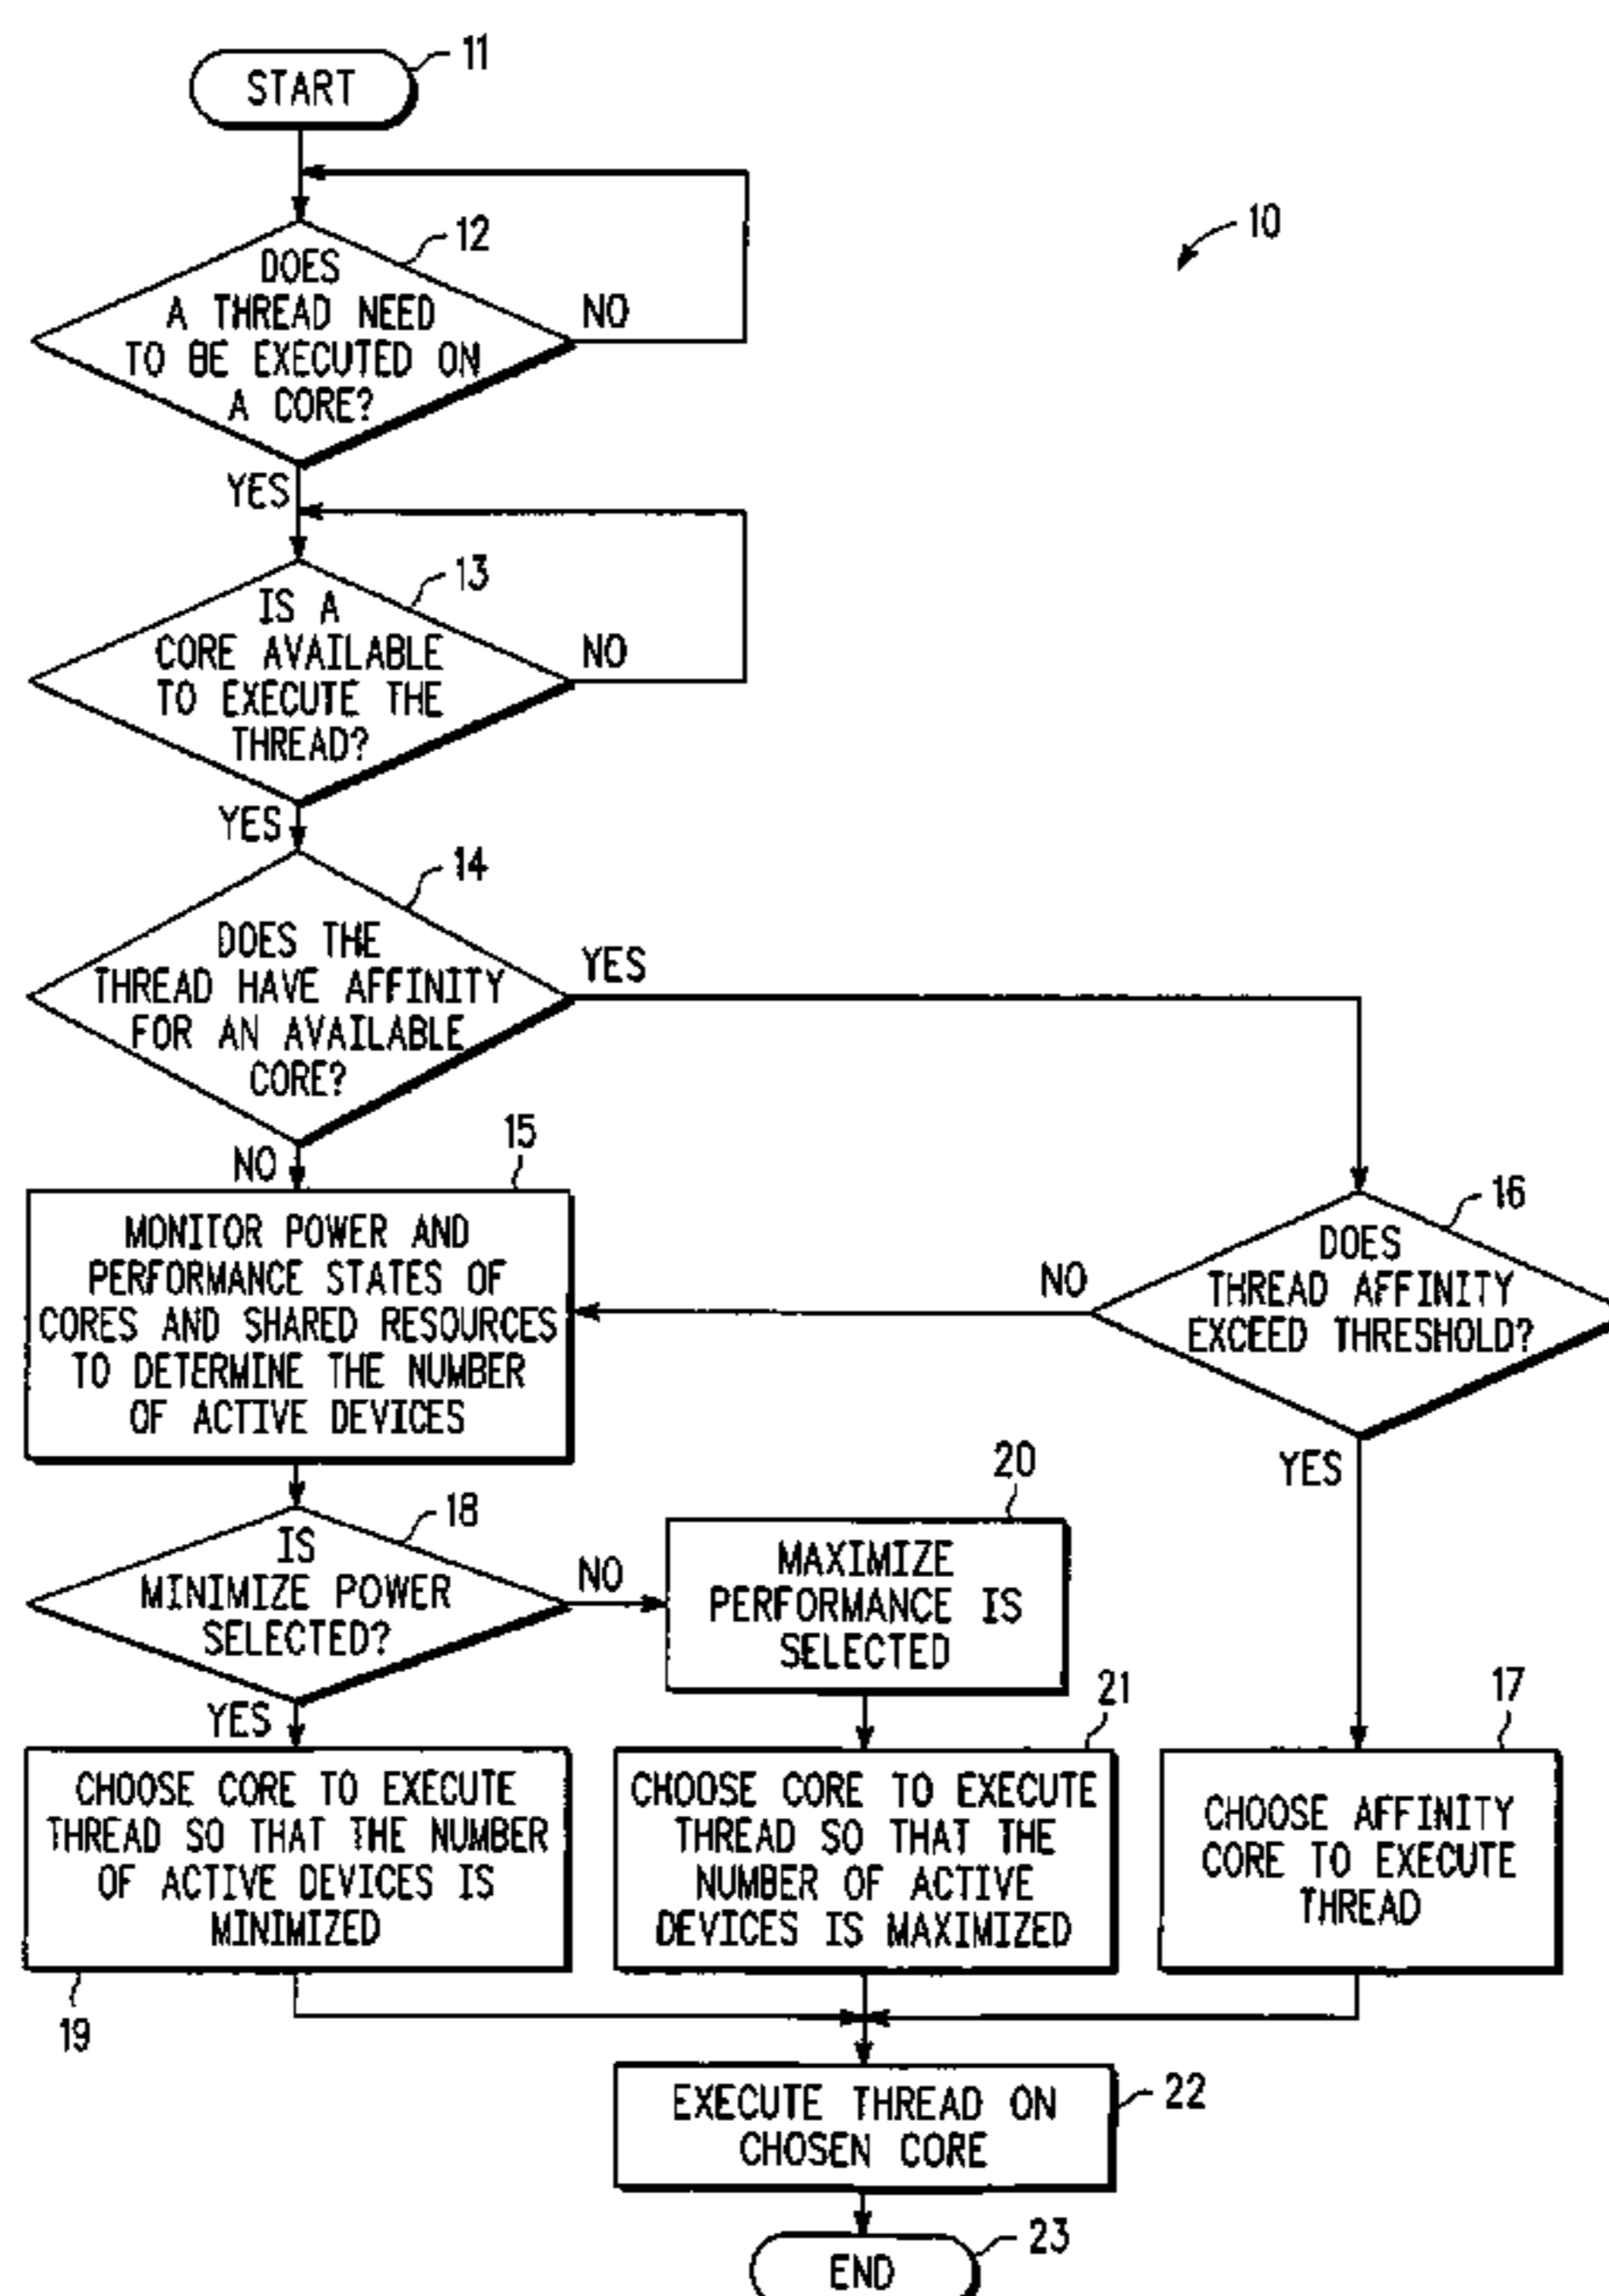 START
11
10
12
DOES
A THREAD NEED
TO BE EXECUTED ON
A CORE?
NO
YES
13
IS A
CORE AVAILABLE
TO EXECUTE THE
THREAD?
NO
YES
14
DOES THE
THREAD HAVE AFFINITY
FOR AN AVAILABLE
CORE?
YES
NO
15
MONITOR POWER AND
PERFORMANCE STATES OF
CORES AND SHARED RESOURCES
TO DETERMINE THE NUMBER
OF ACTIVE DEVICES
16
DOES
THREAD AFFINITY
EXCEED THRESHOLD?
NO
YES
18
IS
MINIMIZE POWER
SELECTED?
NO
YES
20
MAXIMIZE
PERFORMANCE IS
SELECTED
CHOOSE CORE TO EXECUTE
THREAD SO THAT THE NUMBER
OF ACTIVE DEVICES IS
MINIMIZED
19
21
CHOOSE CORE TO EXECUTE
THREAD SO THAT THE
NUMBER OF ACTIVE
DEVICES IS MAXIMIZED
17
CHOOSE AFFINITY
CORE TO EXECUTE
THREAD
EXECUTE THREAD ON
CHOSEN CORE
22
END
23